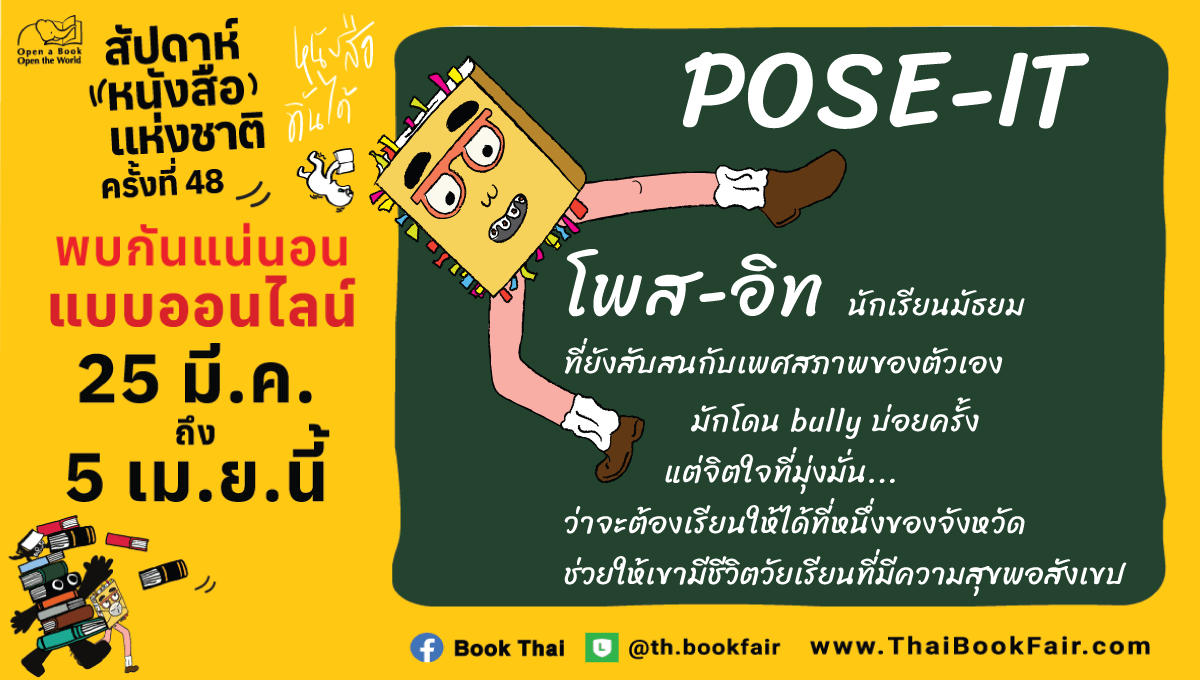 Open a Book
Open the World
สัปดาห์
หนังสือ
แห่งชาติ
ครั้งที่ 48
หนังสือ
ดิ้นได้
พบกันแน่นอน
แบบออนไลน์
25 มี.ค.
ถึง
5 เม.ย.นี้
POSE-IT
โพส-อิท นักเรียนมัธยม
ที่ยังสับสนกับเพศสภาพของตัวเอง
มักโดน bully บ่อยครั้ง
แต่จิตใจที่มุ่งมั่น...
ว่าจะต้องเรียนให้ได้ที่หนึ่งของจังหวัด
ช่วยให้เขามีชีวิตวัยเรียนที่มีความสุขพอสังเขป
Book Thai @th.bookfair www.ThaiBookFair.com